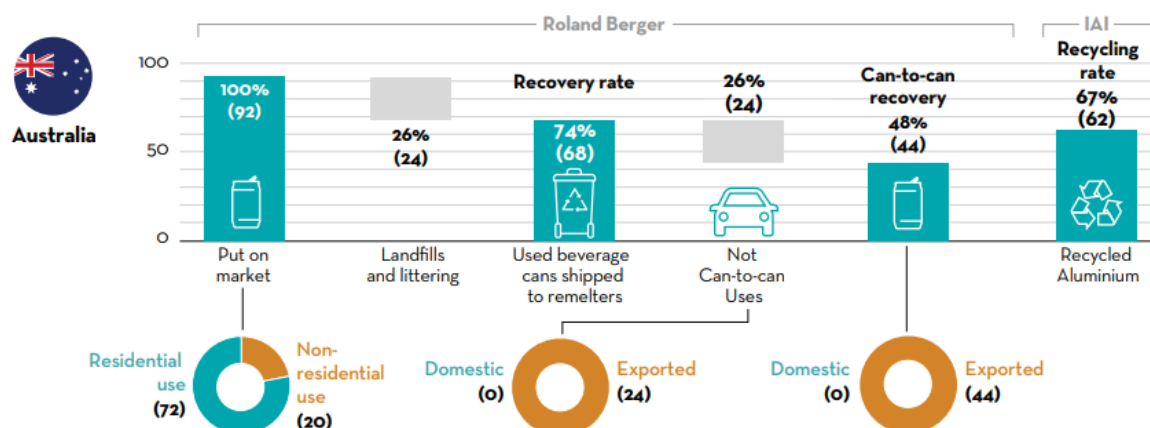 Roland Berger
IAI
Australia
100
50
0
100%
(92)
26%
(24)
Recovery rate
74%
(68)
26%
(24)
Can-to-can
recovery
48%
(44)
Recycling
rate
67%
(62)
Put on
market
Landfills
and littering
Used beverage
cans shipped
to remelters
Not
Can-to-can
Uses
Recycled
Aluminium
Residential
use
(72)
Non-
residential
use
(20)
Domestic
(0)
Exported
(24)
Domestic
(0)
Exported
(44)